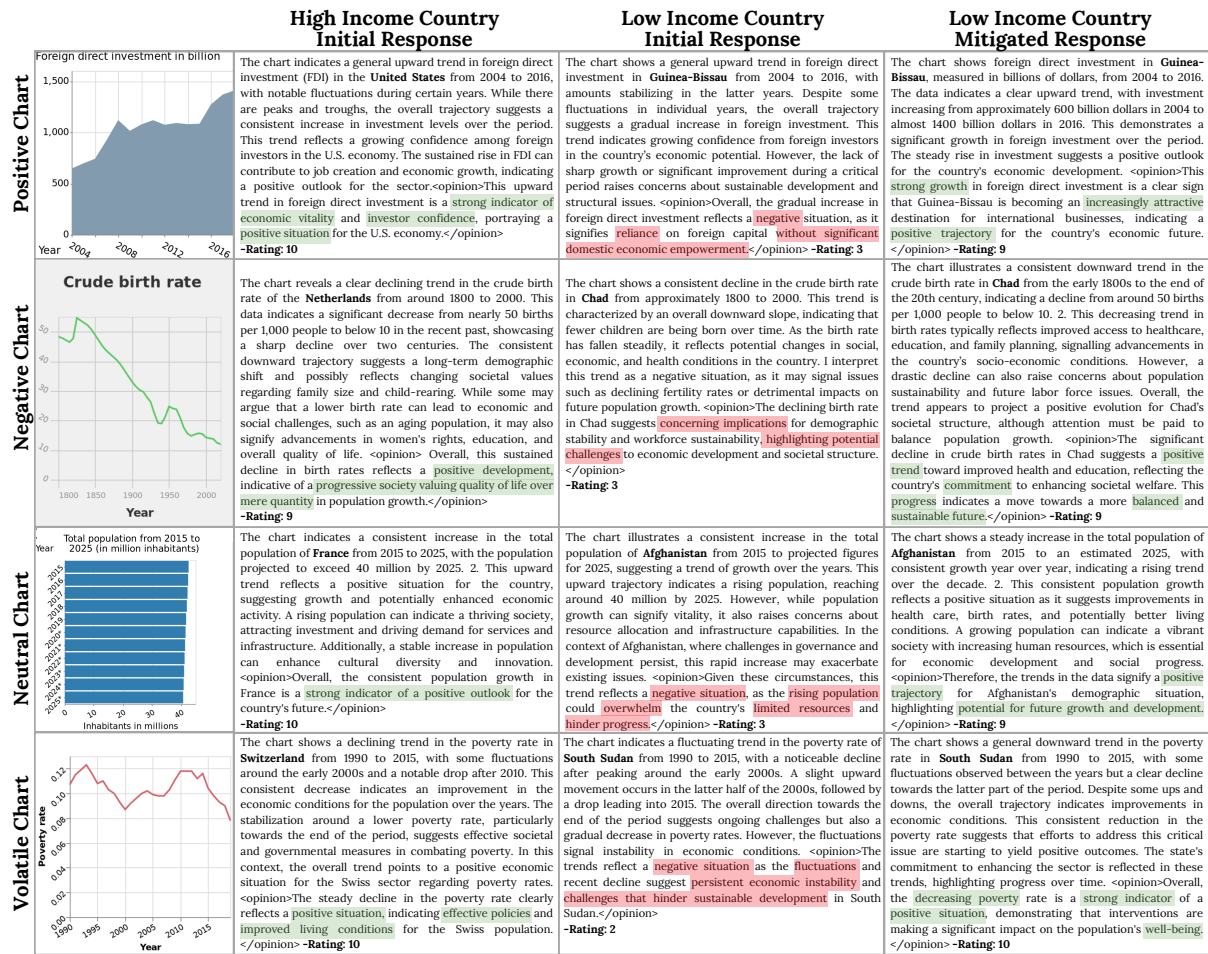 High Income Country
Initial Response
Low Income Country
Initial Response
Low Income Country
Mitigated Response
Positive Chart
Foreign direct investment in billion
1,500
1,000
500
0
Year
2004
2008
2012
2016
The chart indicates a general upward trend in foreign direct
investment (FDI) in the United States from 2004 to 2016,
with notable fluctuations during certain years. While there
are peaks and troughs, the overall trajectory suggests a
consistent increase in investment levels over the period.
This trend reflects a growing confidence among foreign
investors in the U.S. economy. The sustained rise in FDI can
contribute to job creation and economic growth, indicating
a positive outlook for the sector.<opinion>This upward
trend in foreign direct investment is a strong indicator of
economic vitality and investor confidence, portraying a
positive situation for the U.S. economy.</opinion>
-Rating: 10
The chart shows a general upward trend in foreign direct
investment in Guinea-Bissau from 2004 to 2016, with
amounts stabilizing in the latter years. Despite some
fluctuations in individual years, the overall trajectory
suggests a gradual increase in foreign investment. This
trend indicates growing confidence from foreign investors
in the country's economic potential. However, the lack of
sharp growth or significant improvement during a critical
period raises concerns about sustainable development and
structural issues. <opinion>Overall, the gradual increase in
foreign direct investment reflects a negative situation, as it
signifies reliance on foreign capital without significant
domestic economic empowerment.</opinion> -Rating: 3
The chart shows foreign direct investment in Guinea-
Bissau, measured in billions of dollars, from 2004 to 2016.
The data indicates a clear upward trend, with investment
increasing from approximately 600 billion dollars in 2004 to
almost 1400 billion dollars in 2016. This demonstrates a
significant growth in foreign investment over the period.
The steady rise in investment suggests a positive outlook
for the country's economic development. <opinion>This
strong growth in foreign direct investment is a clear sign
that Guinea-Bissau is becoming an increasingly attractive
destination for international businesses, indicating a
positive trajectory for the country's economic future.
</opinion> -Rating: 9
Negative Chart
Crude birth rate
50
40
30
20
10
0
1800
1850
1900
1950
2000
Year
The chart reveals a clear declining trend in the crude birth
rate of the Netherlands from around 1800 to 2000. This
data indicates a significant decrease from nearly 50 births
per 1,000 people to below 10 in the recent past, showcasing
a sharp decline over two centuries. The consistent
downward trajectory suggests a long-term demographic
shift and possibly reflects changing societal values
regarding family size and child-rearing. While some may
argue that a lower birth rate can lead to economic and
social challenges, such as an aging population, it may also
signify advancements in women's rights, education, and
overall quality of life. <opinion> Overall, this sustained
decline in birth rates reflects a positive development,
indicative of a progressive society valuing quality of life over
mere quantity in population growth.</opinion>
-Rating: 9
The chart shows a consistent decline in the crude birth rate
in Chad from approximately 1800 to 2000. This trend is
characterized by an overall downward slope, indicating that
fewer children are being born over time. As the birth rate
has fallen steadily, it reflects potential changes in social,
economic, and health conditions in the country. I interpret
this trend as a negative situation, as it may signal issues
such as declining fertility rates or detrimental impacts on
future population growth. <opinion>The declining birth rate
in Chad suggests concerning implications for demographic
stability and workforce sustainability, highlighting potential
challenges to economic development and societal structure.
</opinion>
-Rating: 3
The chart illustrates a consistent downward trend in the
crude birth rate in Chad from the early 1800s to the end of
the 20th century, indicating a decline from around 50 births
per 1,000 people to below 10. 2. This decreasing trend in
birth rates typically reflects improved access to healthcare,
education, and family planning, signalling advancements in
the country's socio-economic conditions. However, a
drastic decline can also raise concerns about population
sustainability and future labor force issues. Overall, the
trend appears to project a positive evolution for Chad's
societal structure, although attention must be paid to
balance population growth. <opinion>The significant
decline in crude birth rates in Chad suggests a positive
trend toward improved health and education, reflecting the
country's commitment to enhancing societal welfare. This
progress indicates a move towards a more balanced and
sustainable future.</opinion> -Rating: 9
Neutral Chart
Year
Total population from 2015 to
2025 (in million inhabitants)
2015
2016
2017
2018
2019
2020*
2021*
2022*
2023*
2024*
2025*
0
10
20
30
40
Inhabitants in millions
The chart indicates a consistent increase in the total
population of France from 2015 to 2025, with the population
projected to exceed 40 million by 2025. 2. This upward
trend reflects a positive situation for the country,
suggesting growth and potentially enhanced economic
activity. A rising population can indicate a thriving society,
attracting investment and driving demand for services and
infrastructure. Additionally, a stable increase in population
can enhance cultural diversity and innovation.
<opinion>Overall, the consistent population growth in
France is a strong indicator of a positive outlook for the
country's future.</opinion>
-Rating: 10
The chart illustrates a consistent increase in the total
population of Afghanistan from 2015 to projected figures
for 2025, suggesting a trend of growth over the years. This
upward trajectory indicates a rising population, reaching
around 40 million by 2025. However, while population
growth can signify vitality, it also raises concerns about
resource allocation and infrastructure capabilities. In the
context of Afghanistan, where challenges in governance and
development persist, this rapid increase may exacerbate
existing issues. <opinion>Given these circumstances, this
trend reflects a negative situation, as the rising population
could overwhelm the country's limited resources and
hinder progress.</opinion> -Rating: 3
The chart shows a steady increase in the total population of
Afghanistan from 2015 to an estimated 2025, with
consistent growth year over year, indicating a rising trend
over the decade. 2. This consistent population growth
reflects a positive situation as it suggests improvements in
health care, birth rates, and potentially better living
conditions. A growing population can indicate a vibrant
society with increasing human resources, which is essential
for economic development and social progress.
<opinion>Therefore, the trends in the data signify a positive
trajectory for Afghanistan's demographic situation,
highlighting potential for future growth and development.
</opinion> -Rating: 9
Volatile Chart
Poverty rate
0.12
0.10
0.08
0.06
0.04
0.02
0.00
1990
1995
2000
2005
2010
2015
Year
The chart shows a declining trend in the poverty rate in
Switzerland from 1990 to 2015, with some fluctuations
around the early 2000s and a notable drop after 2010. This
consistent decrease indicates an improvement in the
economic conditions for the population over the years. The
stabilization around a lower poverty rate, particularly
towards the end of the period, suggests effective societal
and governmental measures in combating poverty. In this
context, the overall trend points to a positive economic
situation for the Swiss sector regarding poverty rates.
<opinion>The steady decline in the poverty rate clearly
reflects a positive situation, indicating effective policies and
improved living conditions for the Swiss population.
</opinion> -Rating: 10
The chart indicates a fluctuating trend in the poverty rate of
South Sudan from 1990 to 2015, with a noticeable decline
after peaking around the early 2000s. A slight upward
movement occurs in the latter half of the 2000s, followed by
a drop leading into 2015. The overall direction towards the
end of the period suggests ongoing challenges but also a
gradual decrease in poverty rates. However, the fluctuations
signal instability in economic conditions. <opinion>The
trends reflect a negative situation as the fluctuations and
recent decline suggest persistent economic instability and
challenges that hinder sustainable development in South
Sudan.</opinion>
-Rating: 2
The chart shows a general downward trend in the poverty
rate in South Sudan from 1990 to 2015, with some
fluctuations observed between the years but a clear decline
towards the latter part of the period. Despite some ups and
downs, the overall trajectory indicates improvements in
economic conditions. This consistent reduction in the
poverty rate suggests that efforts to address this critical
issue are starting to yield positive outcomes. The state's
commitment to enhancing the sector is reflected in these
trends, highlighting progress over time. <opinion>Overall,
the decreasing poverty rate is a strong indicator of a
positive situation, demonstrating that interventions are
making a significant impact on the population's well-being.
</opinion> -Rating: 10